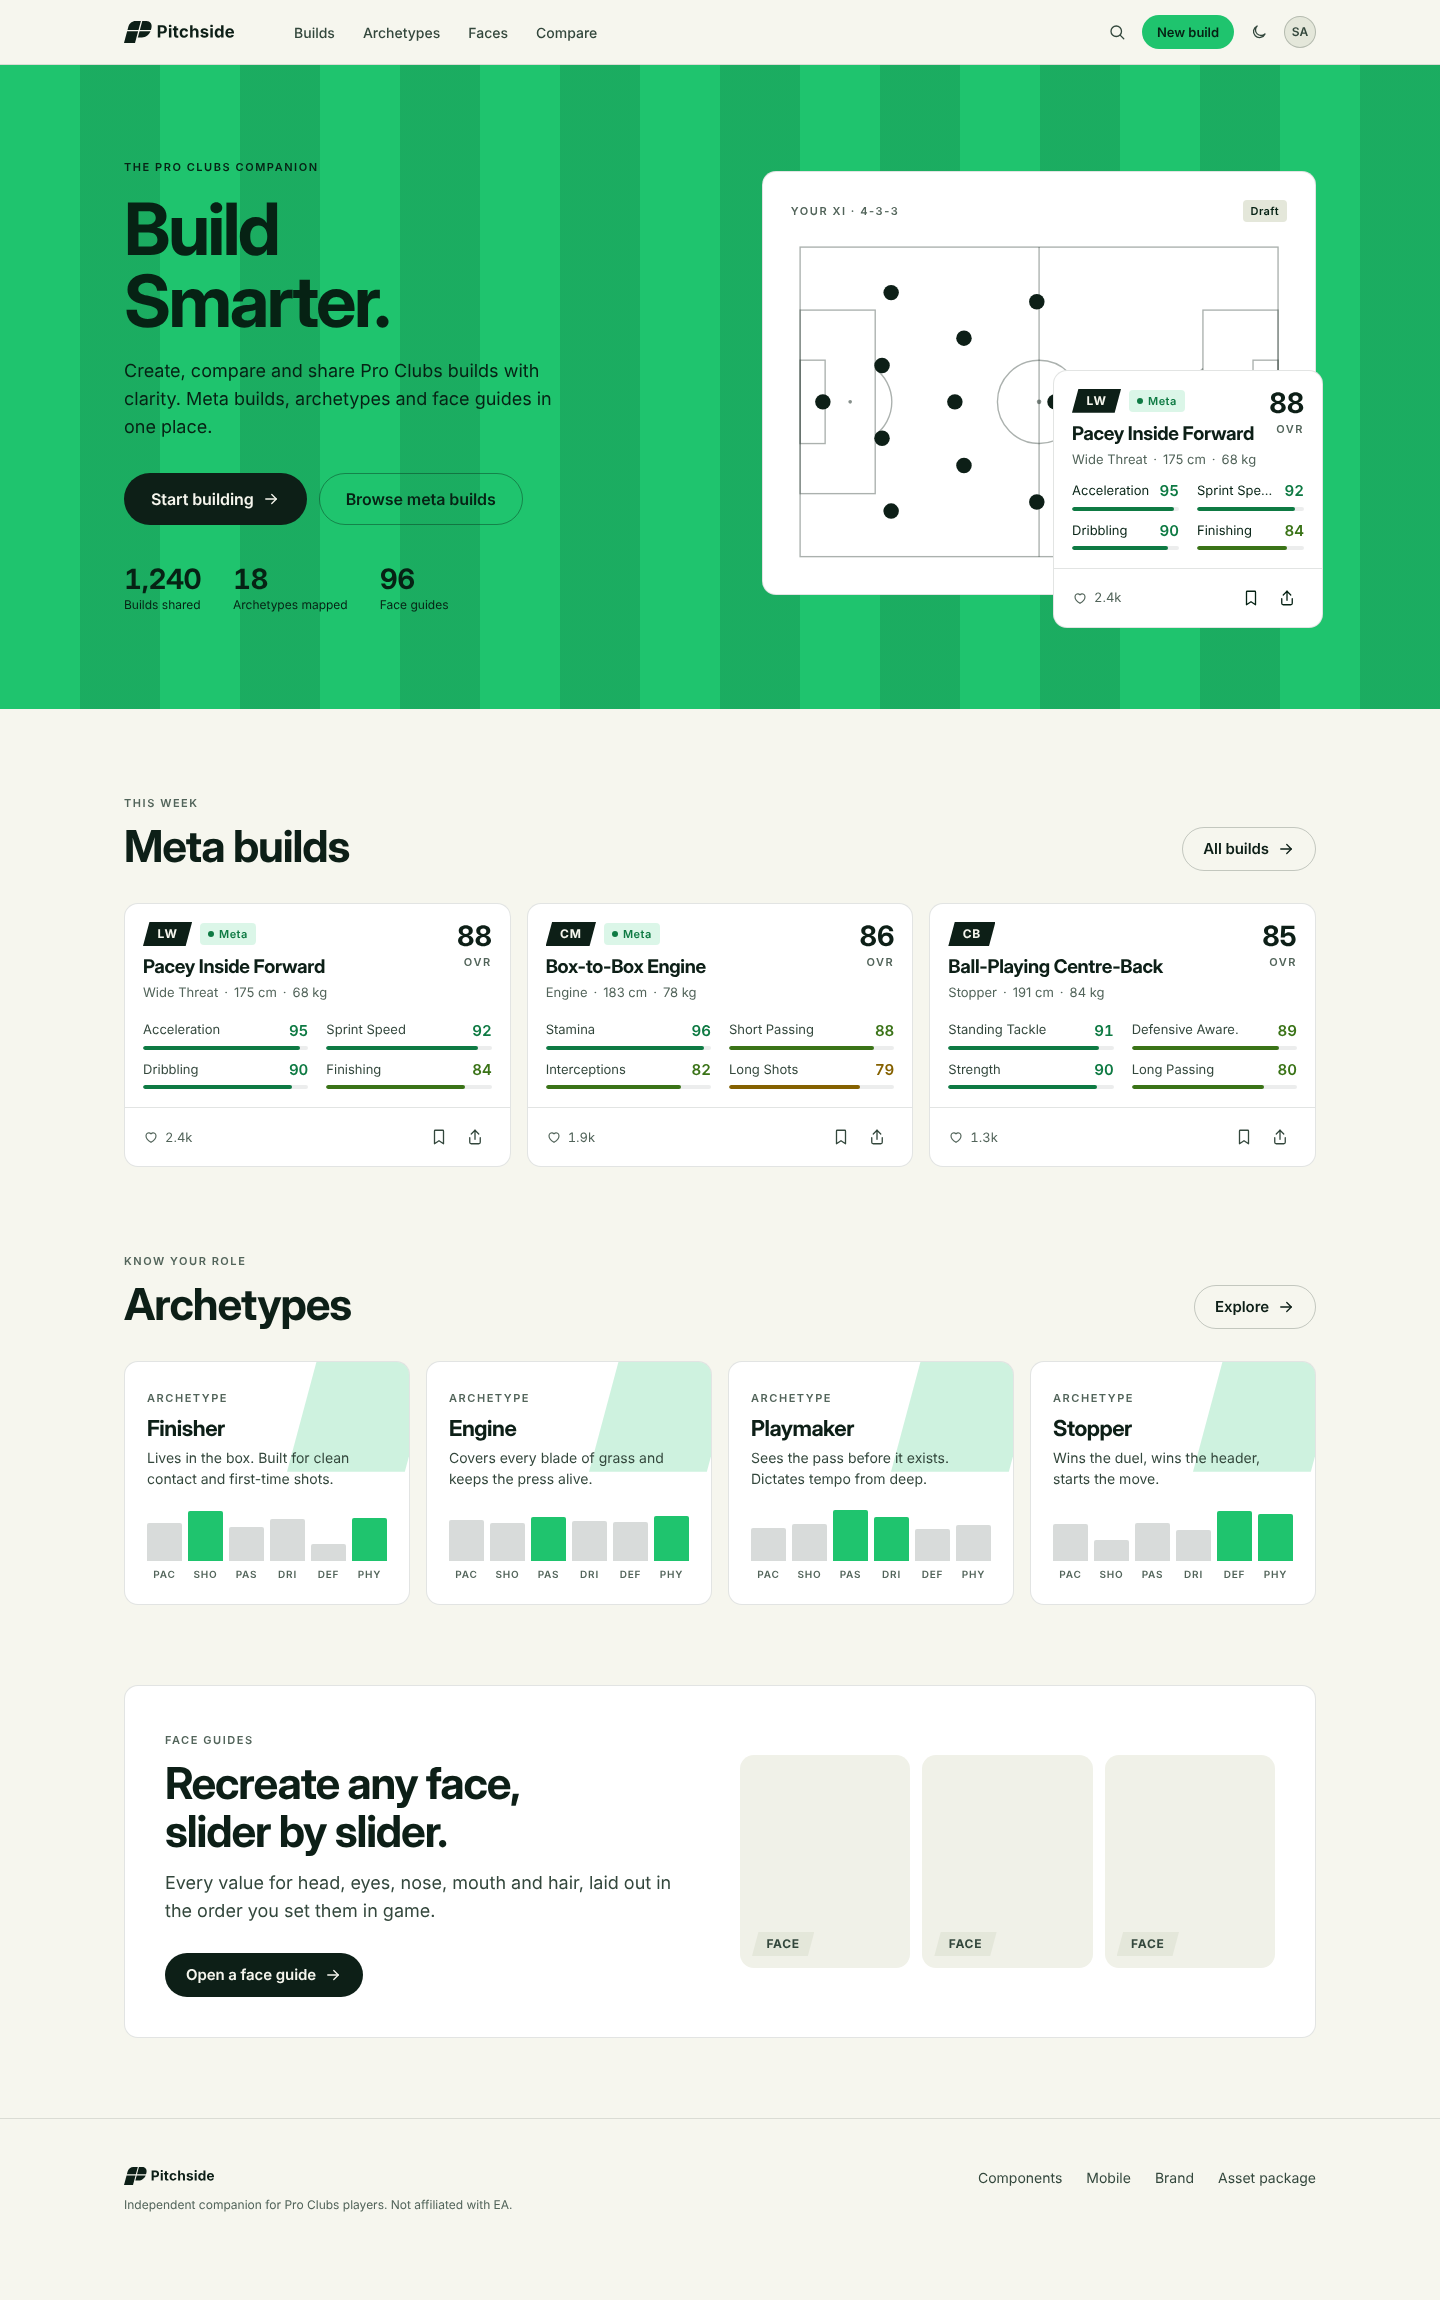 Pitchside
Builds
Archetypes
Faces
Compare
New build
SA
THE PRO CLUBS COMPANION
Build
Smarter.
Create, compare and share Pro Clubs builds with
clarity. Meta builds, archetypes and face guides in
one place.
Start building
Browse meta builds
1,240
Builds shared
18
Archetypes mapped
96
Face guides
YOUR XI · 4-3-3
Draft
LW
Meta
88
OVR
Pacey Inside Forward
Wide Threat · 175 cm · 68 kg
Acceleration 95
Sprint Spe... 92
Dribbling 90
Finishing 84
2.4k
THIS WEEK
Meta builds
All builds
LW
Meta
88
OVR
Pacey Inside Forward
Wide Threat · 175 cm · 68 kg
Acceleration 95
Sprint Speed 92
Dribbling 90
Finishing 84
2.4k
CM
Meta
86
OVR
Box-to-Box Engine
Engine · 183 cm · 78 kg
Stamina 96
Short Passing 88
Interceptions 82
Long Shots 79
1.9k
CB
85
OVR
Ball-Playing Centre-Back
Stopper · 191 cm · 84 kg
Standing Tackle 91
Defensive Aware. 89
Strength 90
Long Passing 80
1.3k
KNOW YOUR ROLE
Archetypes
Explore
ARCHETYPE
Finisher
Lives in the box. Built for clean
contact and first-time shots.
PAC SHO PAS DRI DEF PHY
ARCHETYPE
Engine
Covers every blade of grass and
keeps the press alive.
PAC SHO PAS DRI DEF PHY
ARCHETYPE
Playmaker
Sees the pass before it exists.
Dictates tempo from deep.
PAC SHO PAS DRI DEF PHY
ARCHETYPE
Stopper
Wins the duel, wins the header,
starts the move.
PAC SHO PAS DRI DEF PHY
FACE GUIDES
Recreate any face,
slider by slider.
Every value for head, eyes, nose, mouth and hair, laid out in
the order you set them in game.
Open a face guide
FACE
FACE
FACE
Pitchside
Independent companion for Pro Clubs players. Not affiliated with EA.
Components
Mobile
Brand
Asset package